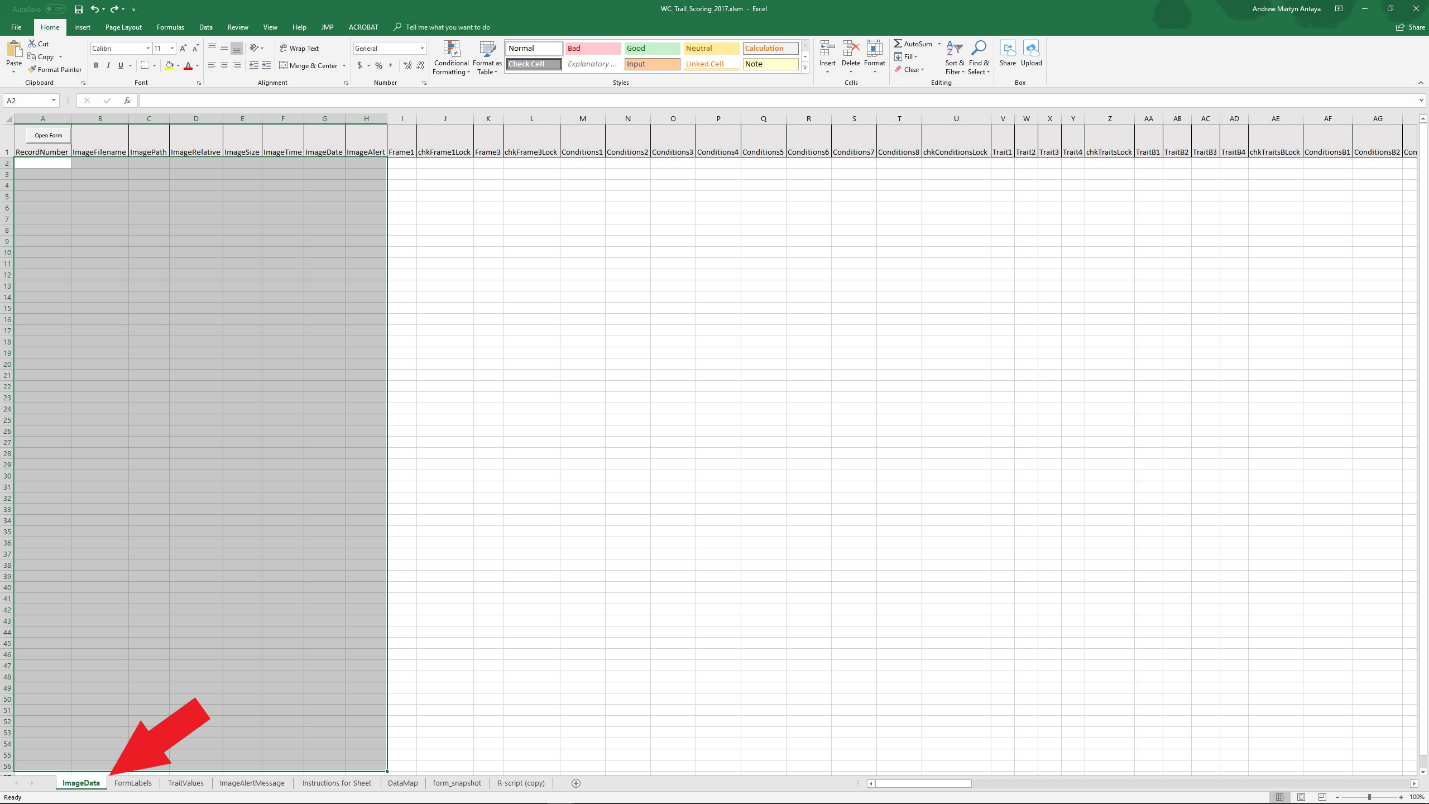 AutoSave Off WC_Trail_Scoring 2017.xlsm - Excel Andrew Martyn Antaya
File Home Insert Page Layout Formulas Data Review View Help JMP ACROBAT Tell me what you want to do Share
Paste Cut Copy Format Painter Clipboard
Calibri 11 B I U A Font
Wrap Text Merge & Center Alignment
General $ % , Number
Conditional Formatting Format as Table
Normal Bad Good Neutral Calculation
Check Cell Explanatory ... Input Linked Cell Note
Styles
Insert Delete Format Cells
AutoSum Fill Clear Sort & Filter Find & Select Editing
Share Upload Box
A2 fx
A B C D E F G H I J K L M N O P Q R S T U V W X Y Z AA AB AC AD AE AF AG
Open Form
1 RecordNumber ImageFilename ImagePath ImageRelative ImageSize ImageTime ImageDate ImageAlert Frame1 chkFrame1Lock Frame3 chkFrame3Lock Conditions1 Conditions2 Conditions3 Conditions4 Conditions5 Conditions6 Conditions7 Conditions8 chkConditionsLock Trait1 Trait2 Trait3 Trait4 chkTraitsLock TraitB1 TraitB2 TraitB3 TraitB4 chkTraitsBLock ConditionsB1 ConditionsB2 Con
2
3
4
5
6
7
8
9
10
11
12
13
14
15
16
17
18
19
20
21
22
23
24
25
26
27
28
29
30
31
32
33
34
35
36
37
38
39
40
41
42
43
44
45
46
47
48
49
50
51
52
53
54
55
56
ImageData FormLabels TraitValues ImageAlertMessage Instructions for Sheet DataMap form_snapshot R-script (copy)
Ready 100%